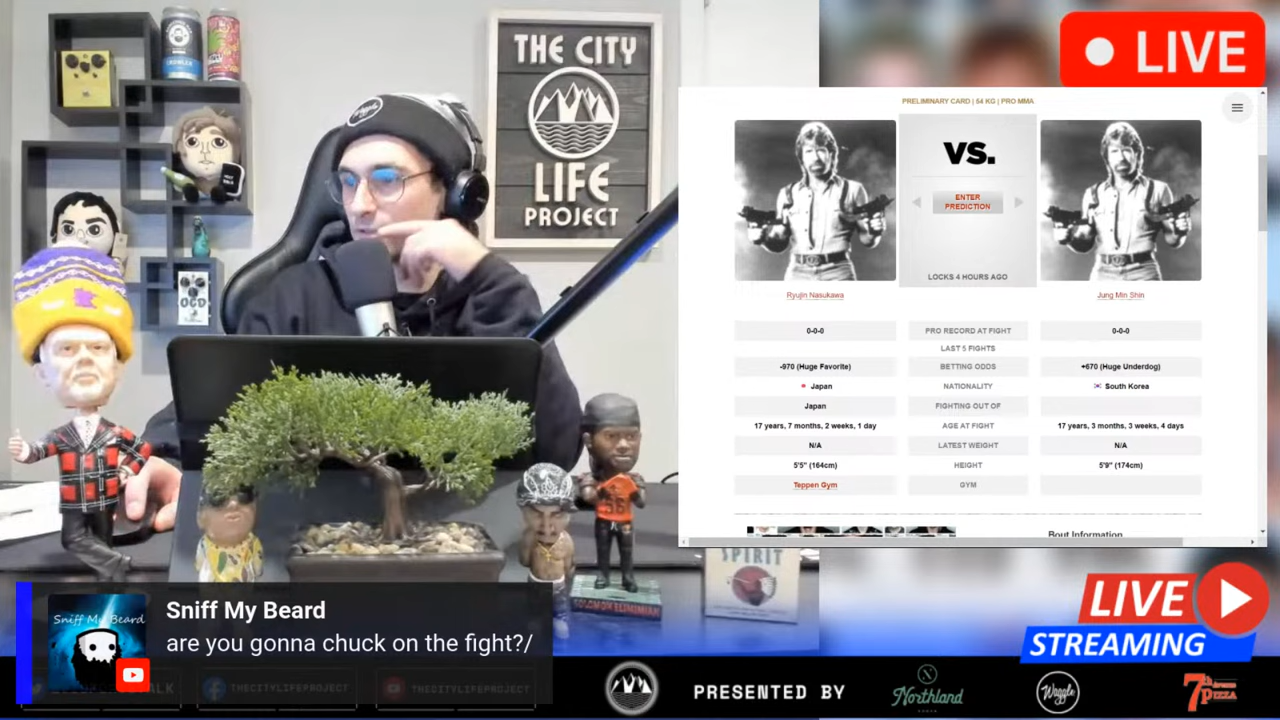 THE CITY
LIFE
PROJECT
OCD
SPIRIT
LIVE
PRELIMINARY CARD | 64 KG | PRO MMA
VS.
ENTER
PREDICTION
LOCKS 4 HOURS AGO
Ryujin Nasukawa
Jung Min Shin
0-0-0 PRO RECORD AT FIGHT 0-0-0
LAST 5 FIGHTS
-970 (Huge Favorite) BETTING ODDS +670 (Huge Underdog)
Japan NATIONALITY South Korea
Japan FIGHTING OUT OF
17 years, 7 months, 2 weeks, 1 day AGE AT FIGHT 17 years, 3 months, 3 weeks, 4 days
N/A LATEST WEIGHT N/A
5'5" (164cm) HEIGHT 5'9" (174cm)
Teppen Gym GYM
Bout Information
Sniff My Beard
Sniff My Beard
are you gonna chuck on the fight?/
LIVE
STREAMING
THECITYLIFEPROJECT
THECITYLIFEPROJECT
PRESENTED BY
Northland
Waggle
7th Avenue
PIZZA